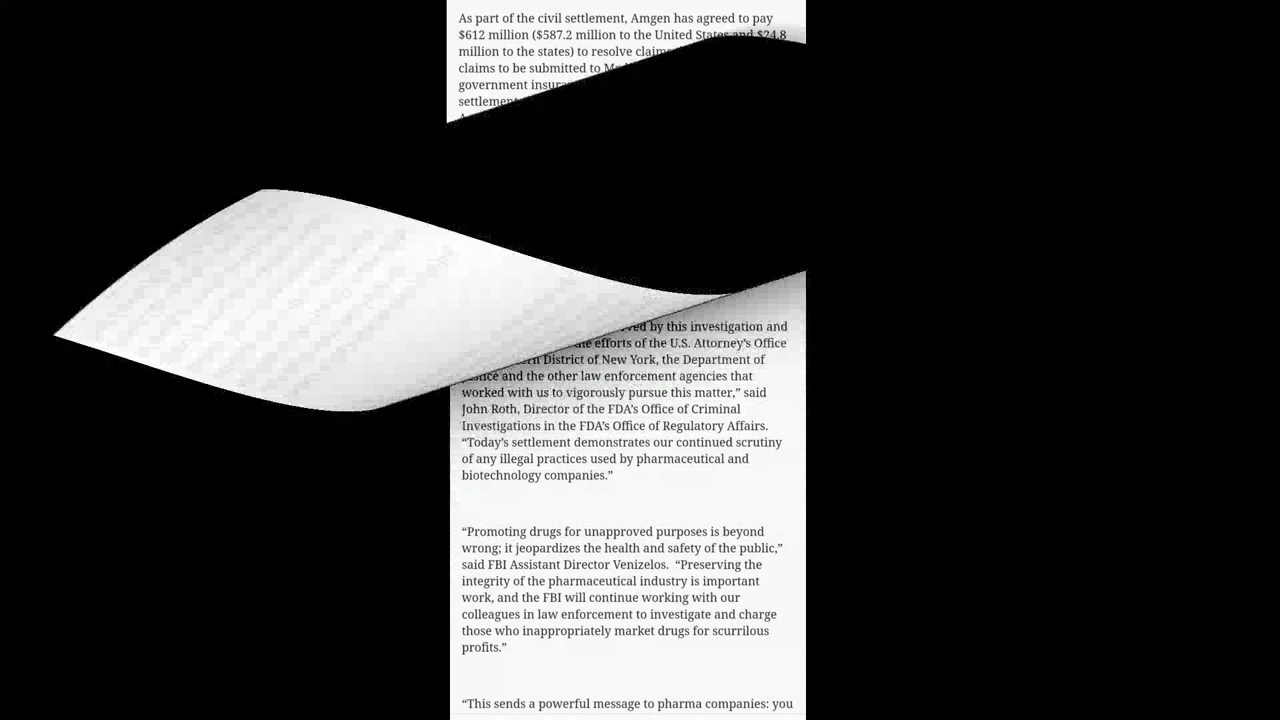 As part of the civil settlement, Amgen has agreed to pay
$612 million ($587.2 million to the United States and $24.8
million to the states) to resolve claims
claims to be submitted to
government
settlement
by this investigation and
efforts of the U.S. Attorney’s Office
District of New York, the Department of
and the other law enforcement agencies that
worked with us to vigorously pursue this matter,” said
John Roth, Director of the FDA’s Office of Criminal
Investigations in the FDA’s Office of Regulatory Affairs.
“Today’s settlement demonstrates our continued scrutiny
of any illegal practices used by pharmaceutical and
biotechnology companies.”
“Promoting drugs for unapproved purposes is beyond
wrong; it jeopardizes the health and safety of the public,”
said FBI Assistant Director Venizelos.  “Preserving the
integrity of the pharmaceutical industry is important
work, and the FBI will continue working with our
colleagues in law enforcement to investigate and charge
those who inappropriately market drugs for scurrilous
profits.”
“This sends a powerful message to pharma companies: you